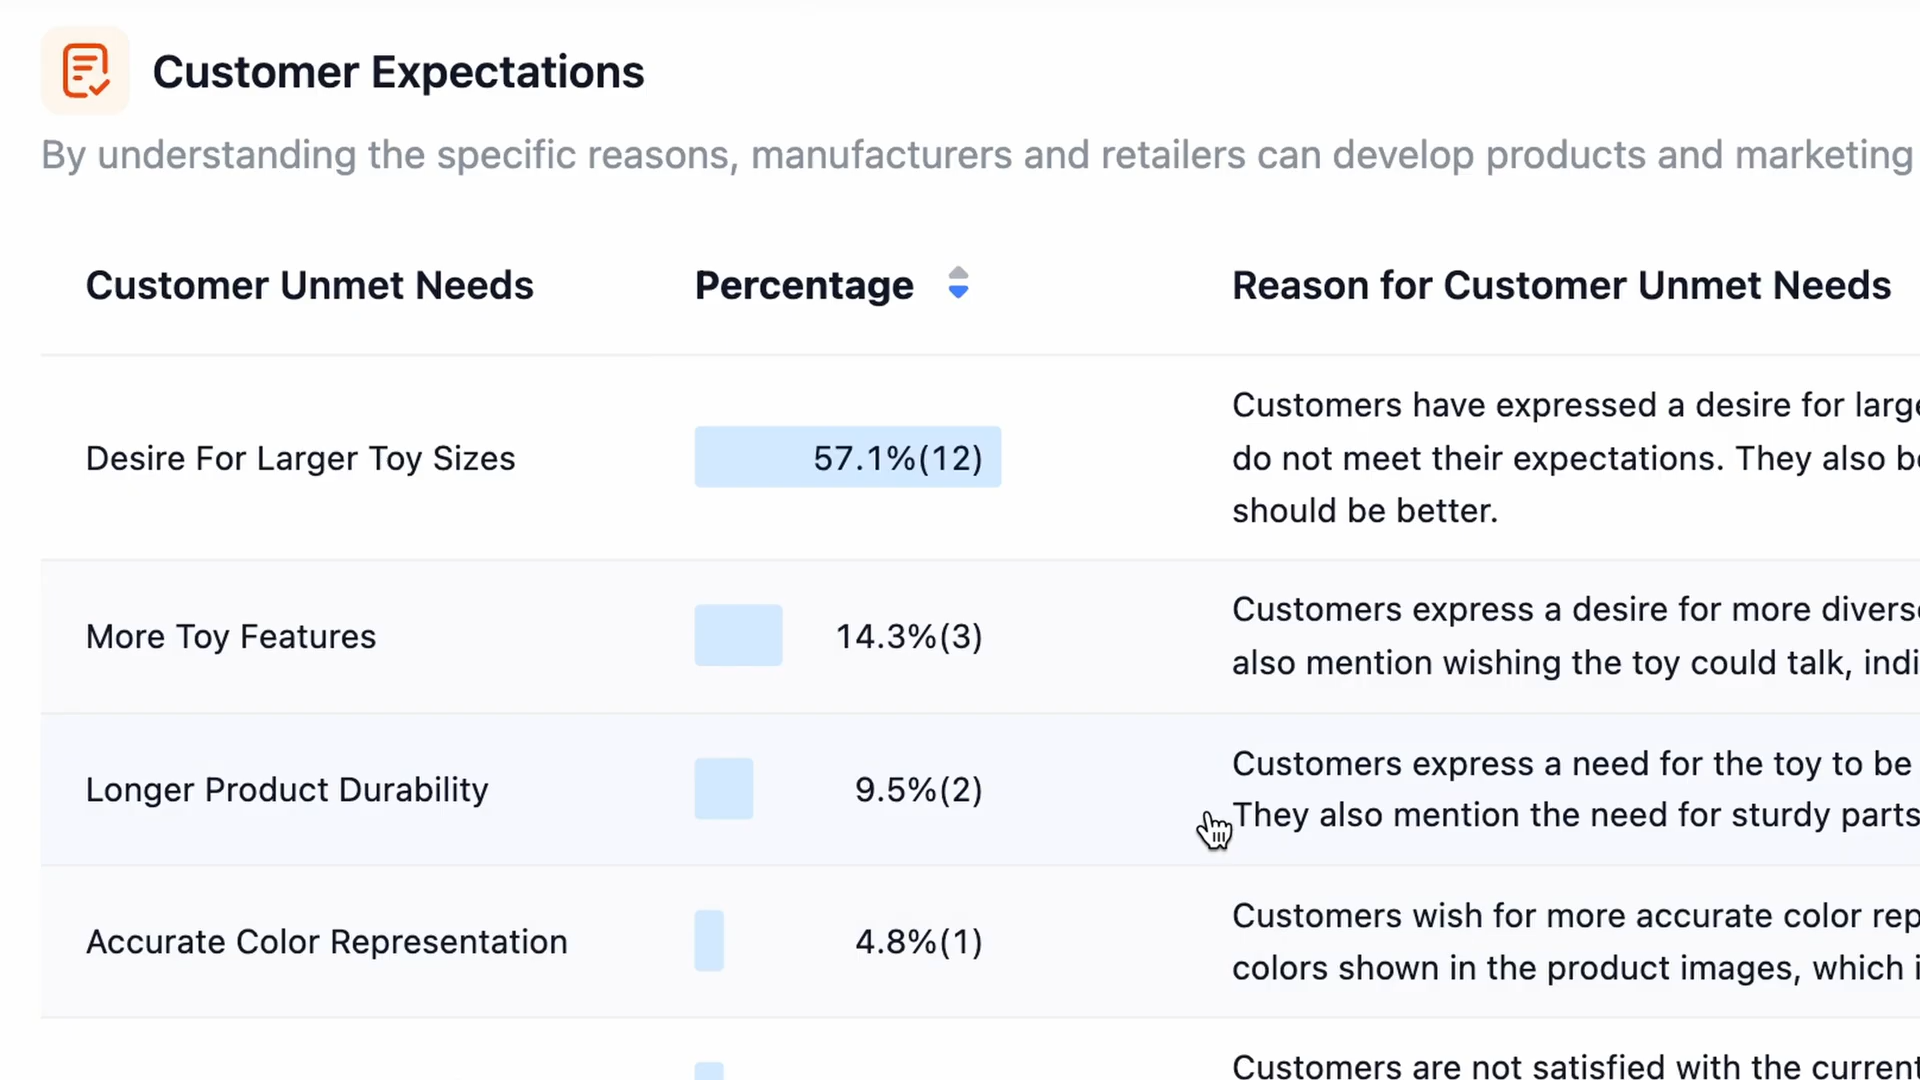 Customer Expectations
By understanding the specific reasons, manufacturers and retailers can develop products and marketing
Customer Unmet Needs Percentage Reason for Customer Unmet Needs
Customers have expressed a desire for large
Desire For Larger Toy Sizes 57.1%(12) do not meet their expectations. They also be
should be better.
Customers express a desire for more diverse
More Toy Features 14.3%(3)
also mention wishing the toy could talk, indi
Customers express a need for the toy to be
Longer Product Durability 9.5%(2)
They also mention the need for sturdy parts
Customers wish for more accurate color rep
Accurate Color Representation 4.8%(1)
colors shown in the product images, which i
Customers are not satisfied with the current